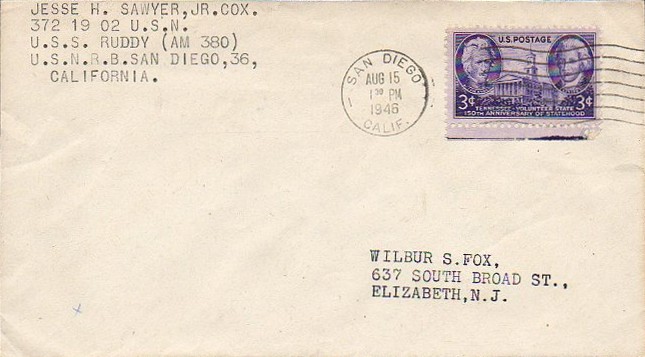 JESSE H. SAWYER,JR.COX.
372 19 02 U.S.N.
U.S.S. RUDDY (AM 380)
U.S.N.R.B.SAN DIEGO,36,
CALIFORNIA.
SAN DIEGO
AUG 15
1 30 PM
1946
CALIF.
U.S. POSTAGE
3¢ 3¢
TENNESSEE - VOLUNTEER STATE
150TH ANNIVERSARY OF STATEHOOD
WILBUR S.FOX,
637 SOUTH BROAD ST.,
ELIZABETH,N.J.